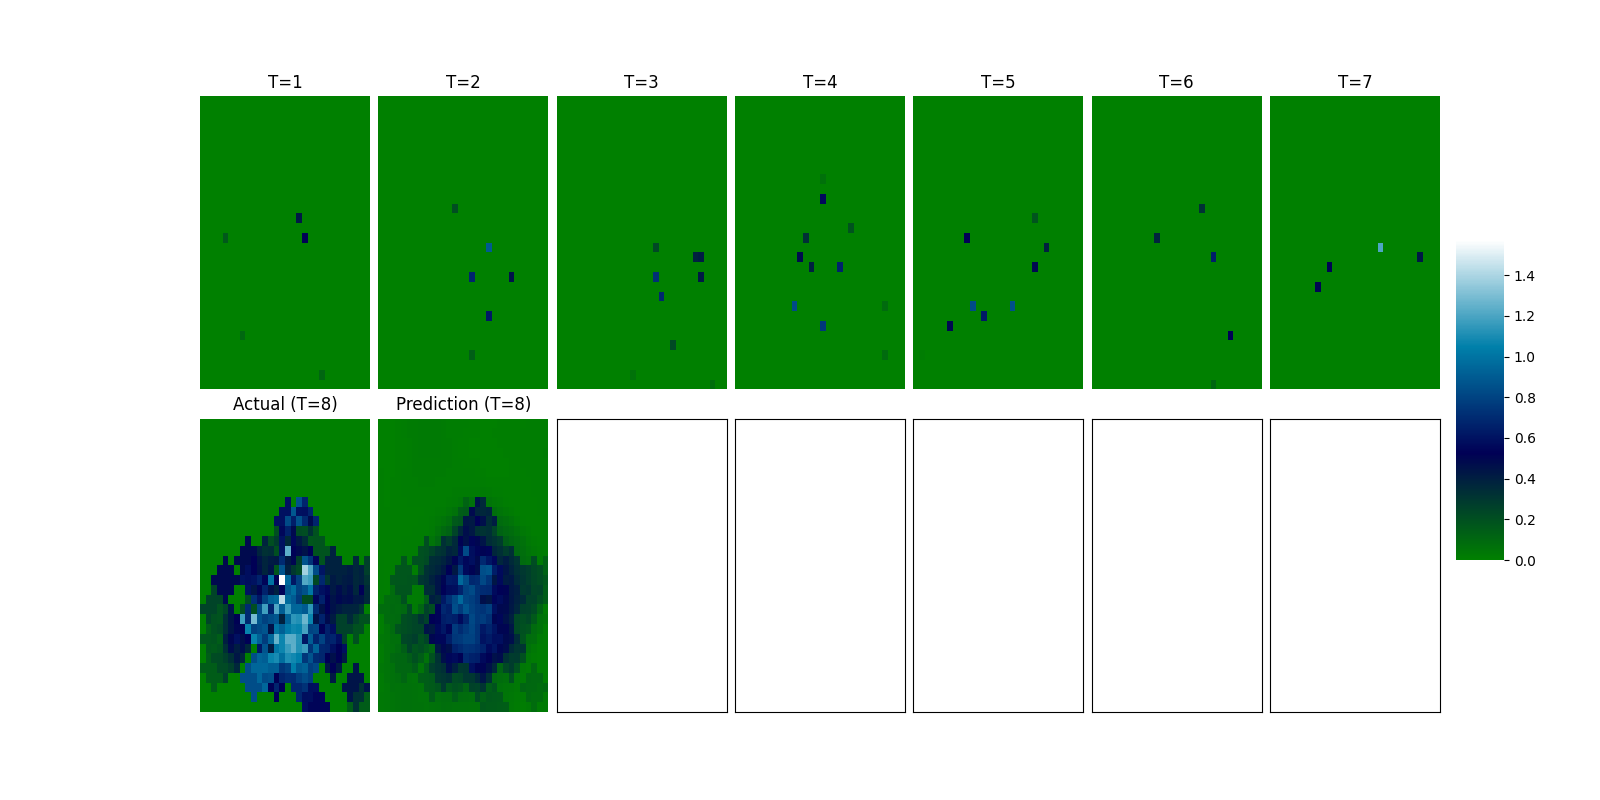 T=1
T=2
T=3
T=4
T=5
T=6
T=7
Actual (T=8)
Prediction (T=8)
1.4
1.2
1.0
0.8
0.6
0.4
0.2
0.0